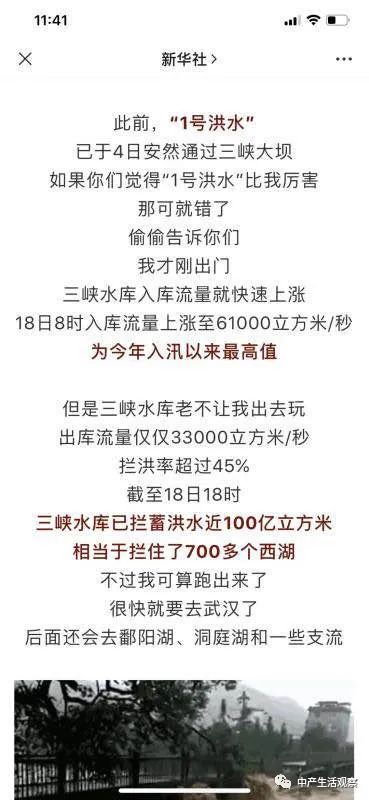 11:41
新华社
此前，“1号洪水”
已于4日安然通过三峡大坝
如果你们觉得“1号洪水”比我厉害
那可就错了
偷偷告诉你们
我才刚出门
三峡水库入库流量就快速上涨
18日8时入库流量上涨至61000立方米/秒
为今年入汛以来最高值
但是三峡水库老不让我出去玩
出库流量仅仅33000立方米/秒
拦洪率超过45%
截至18日18时
三峡水库已拦蓄洪水近100亿立方米
相当于拦住了700多个西湖
不过我可算跑出来了
很快就要去武汉了
后面还会去鄱阳湖、洞庭湖和一些支流
中产生活观察